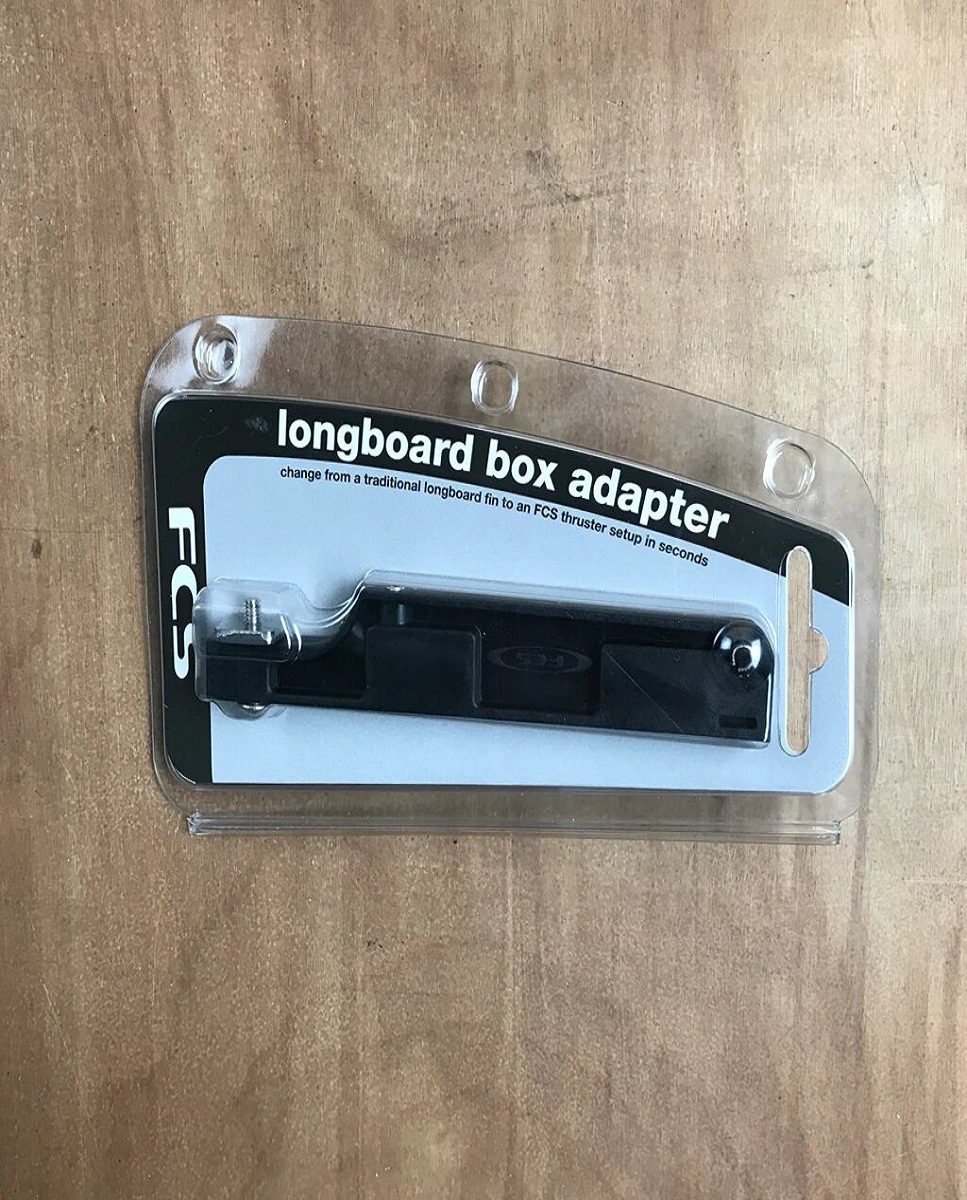 longboard box adapter
change from a traditional longboard fin to an FCS thruster setup in seconds
FCS
FCS